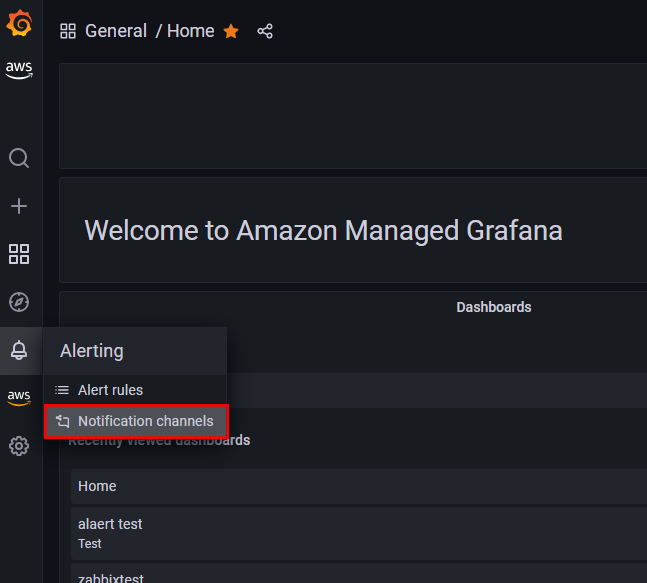 General / Home
aws
Welcome to Amazon Managed Grafana
Dashboards
Alerting
Alert rules
aws
Notification channels
Recently viewed dashboards
Home
alaert test
Test
zabbixtest